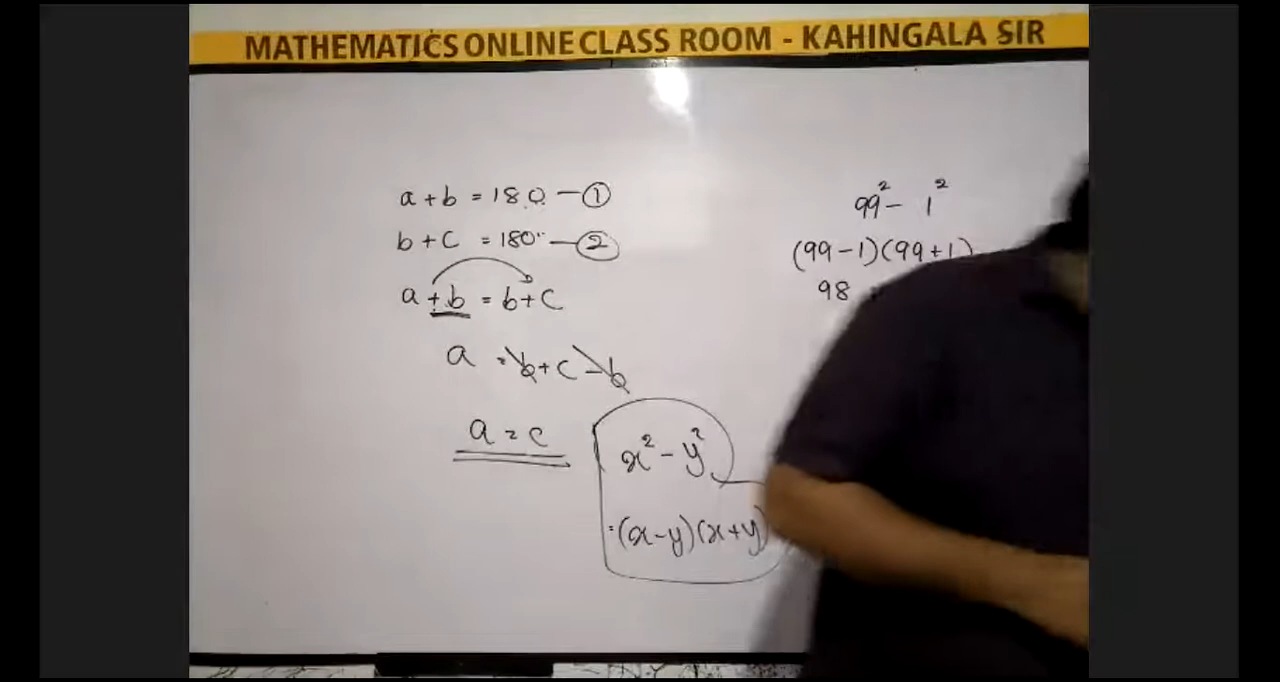 MATHEMATICS ONLINE CLASS ROOM - KAHINGALA SIR
a + b = 180 — ①
b + c = 180 — ②
a + b = b + c
a = b + c - b
a = c
x² - y²
= (x-y)(x+y)
99² - 1²
(99-1)(99+1)
98